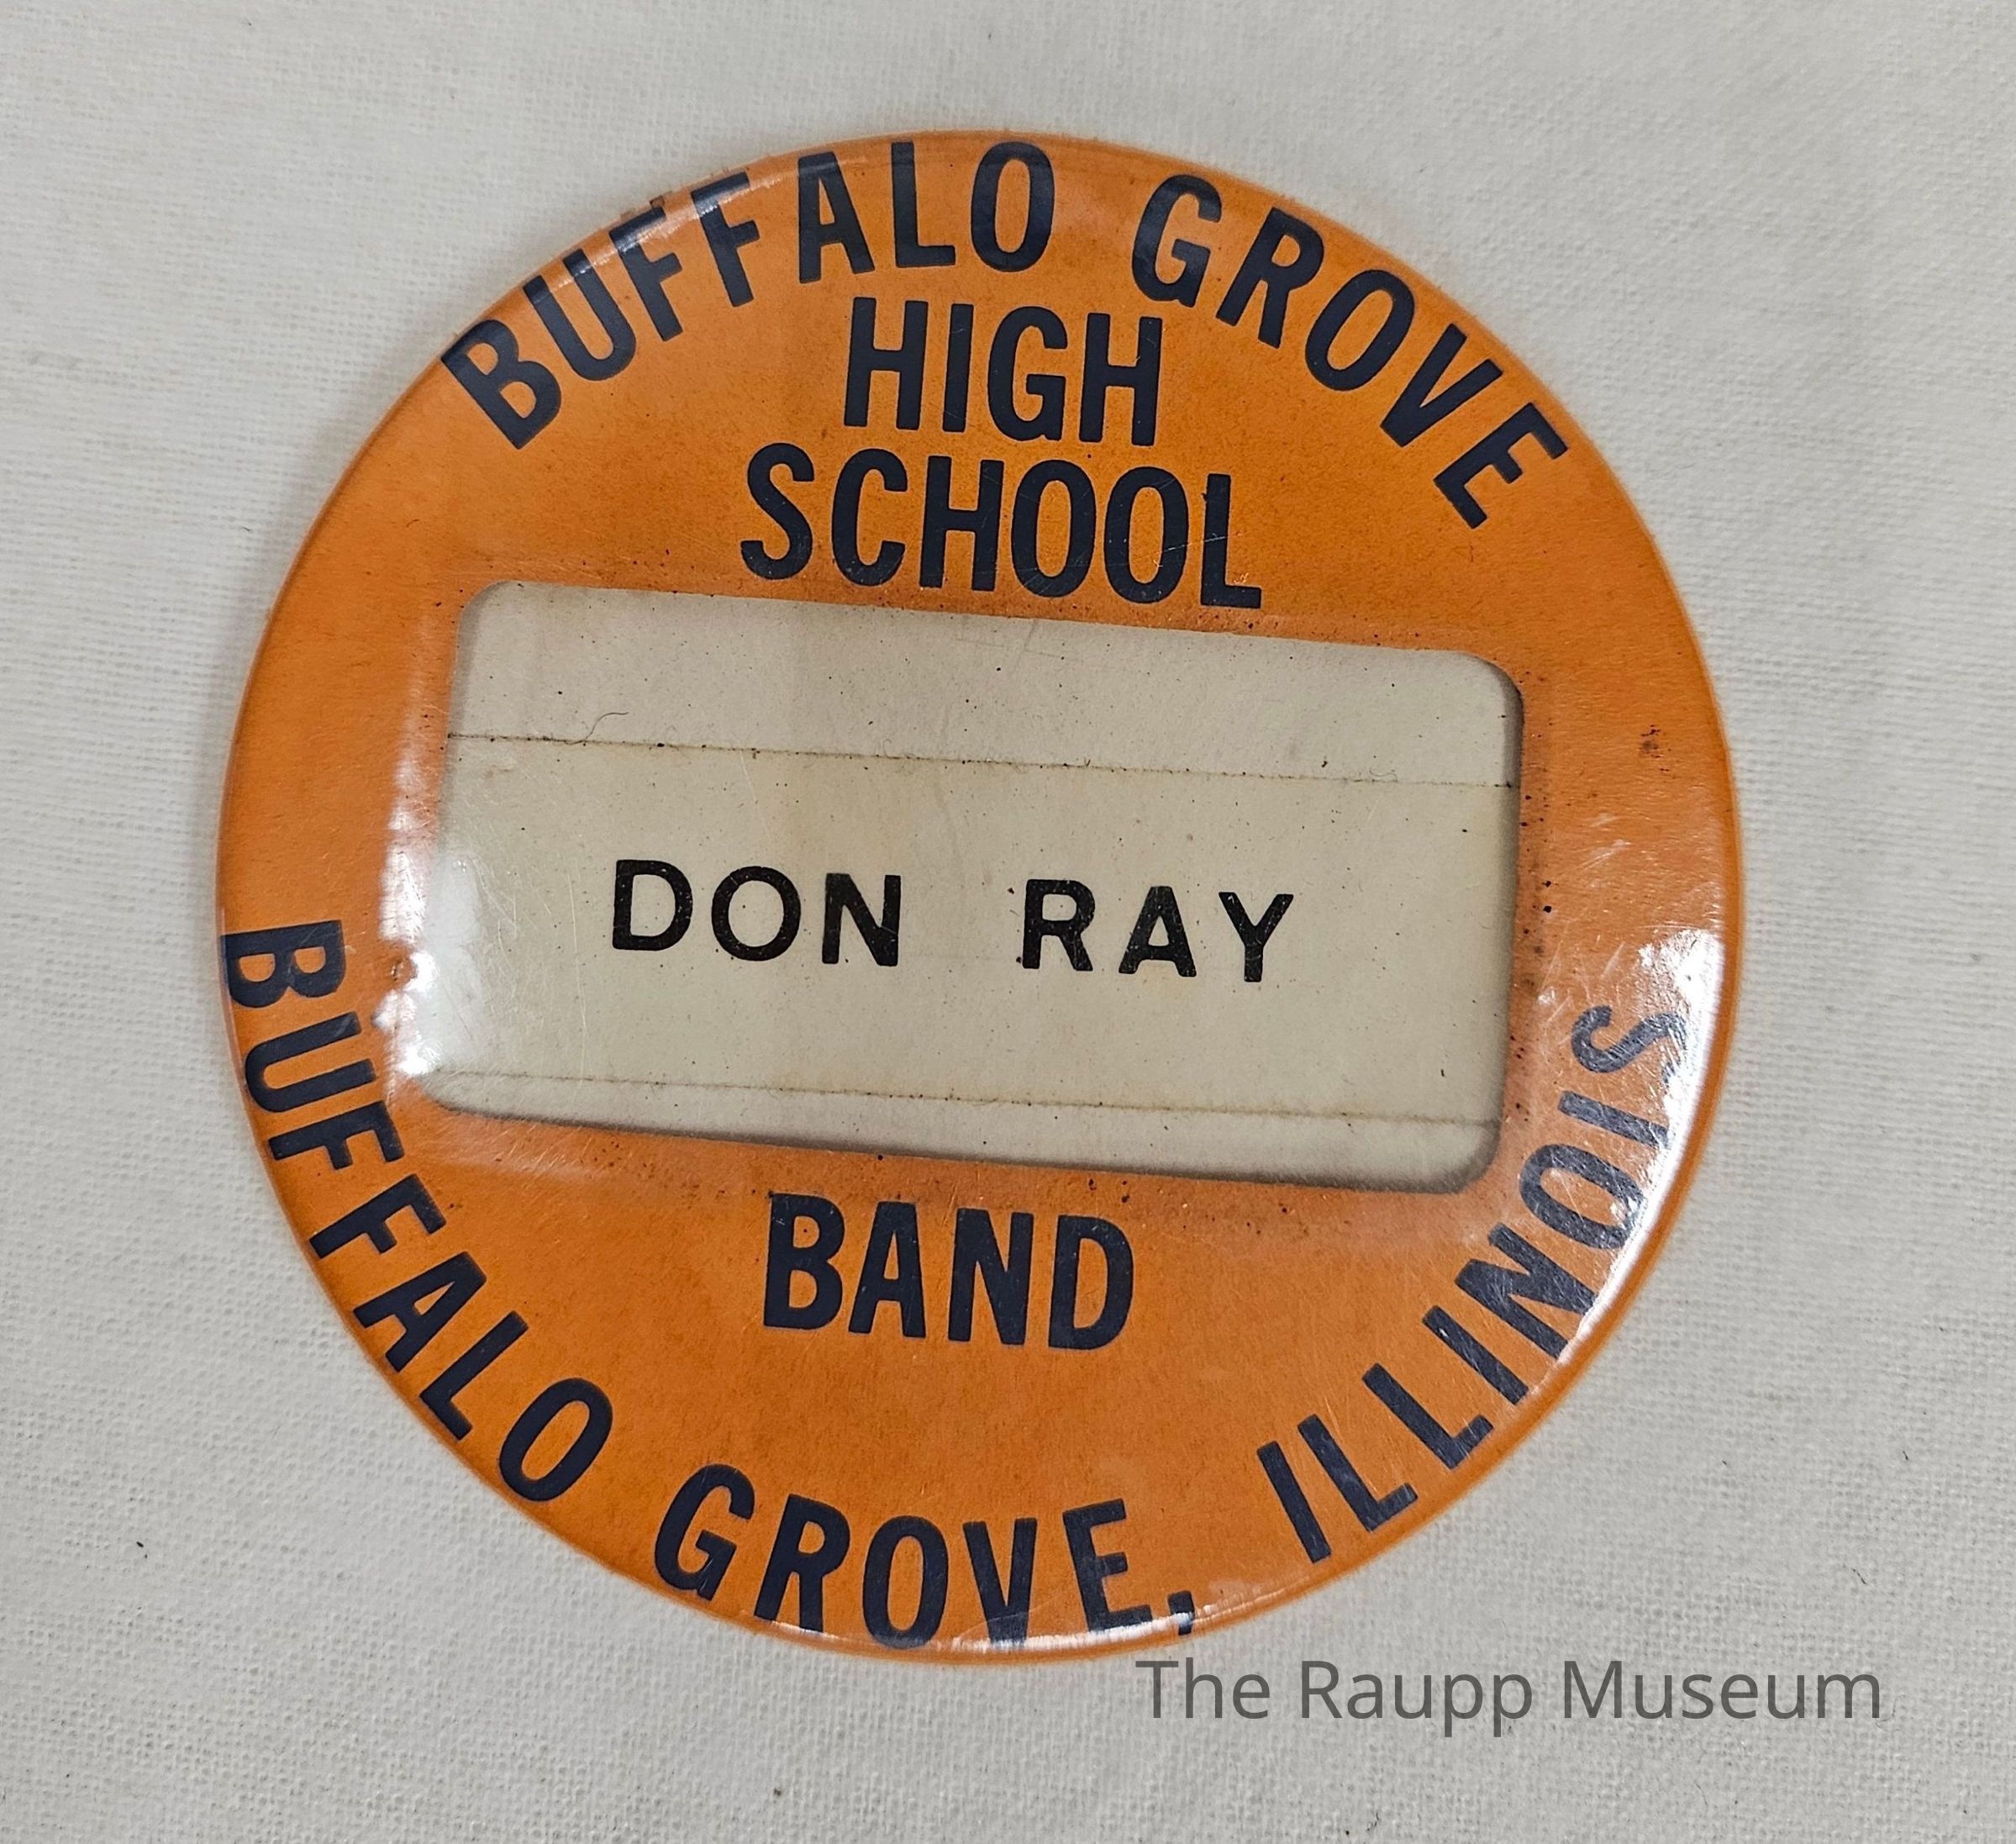 BUFFALO GROVE
HIGH
SCHOOL
DON RAY
BAND
BUFFALO GROVE, ILLINOIS
The Raupp Museum